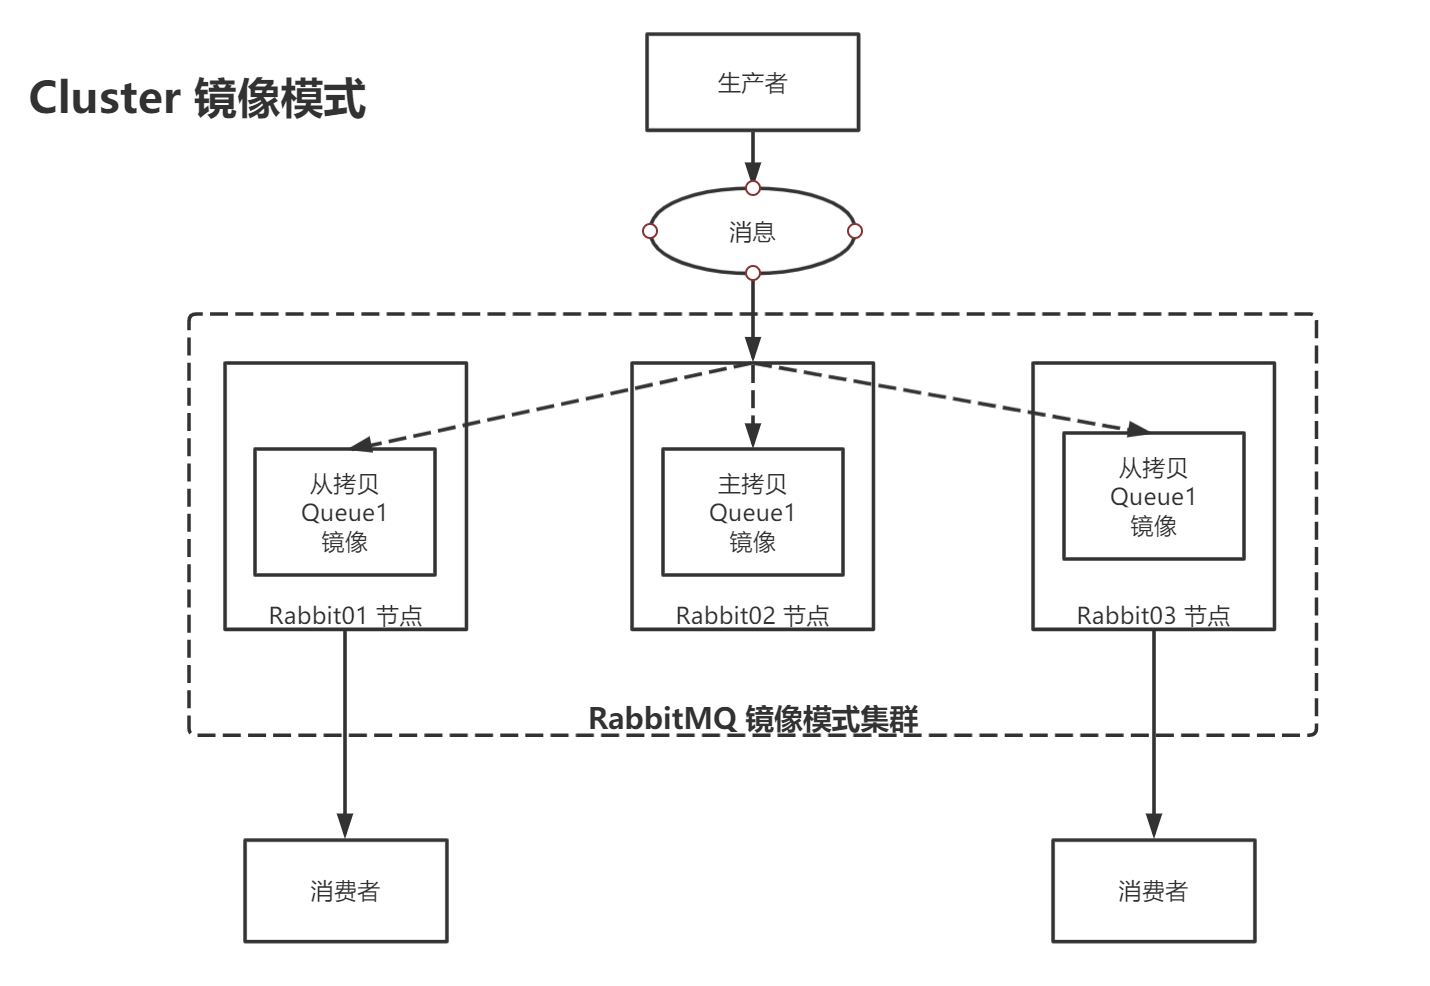 Cluster 镜像模式
生产者
消息
从拷贝
Queue1
镜像
Rabbit01 节点
主拷贝
Queue1
镜像
Rabbit02 节点
从拷贝
Queue1
镜像
Rabbit03 节点
RabbitMQ 镜像模式集群
消费者
消费者